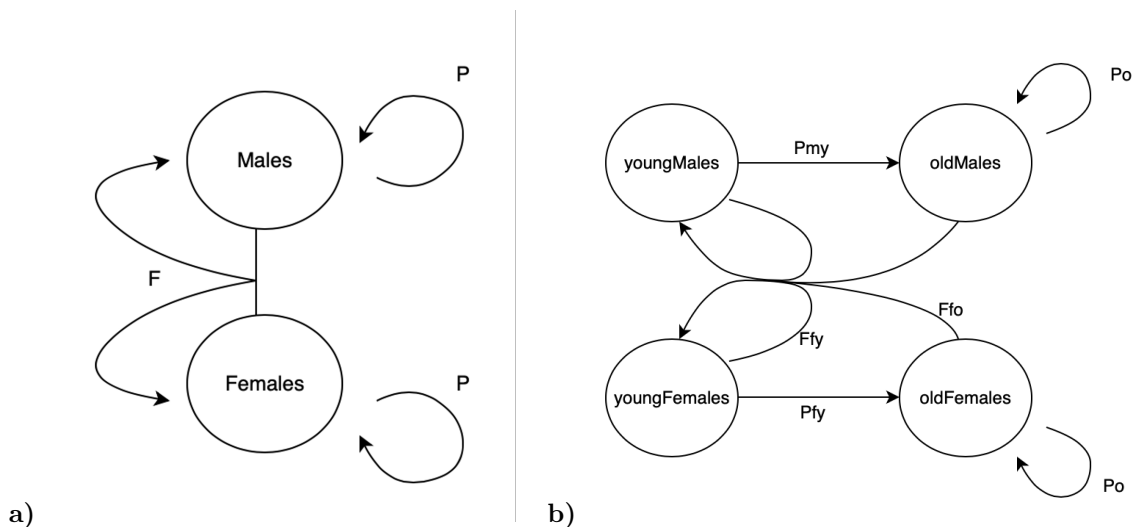 P
Males
F
Females
P
a)
Po
youngMales
Pmy
oldMales
Ffo
Ffy
youngFemales
Pfy
oldFemales
Po
b)